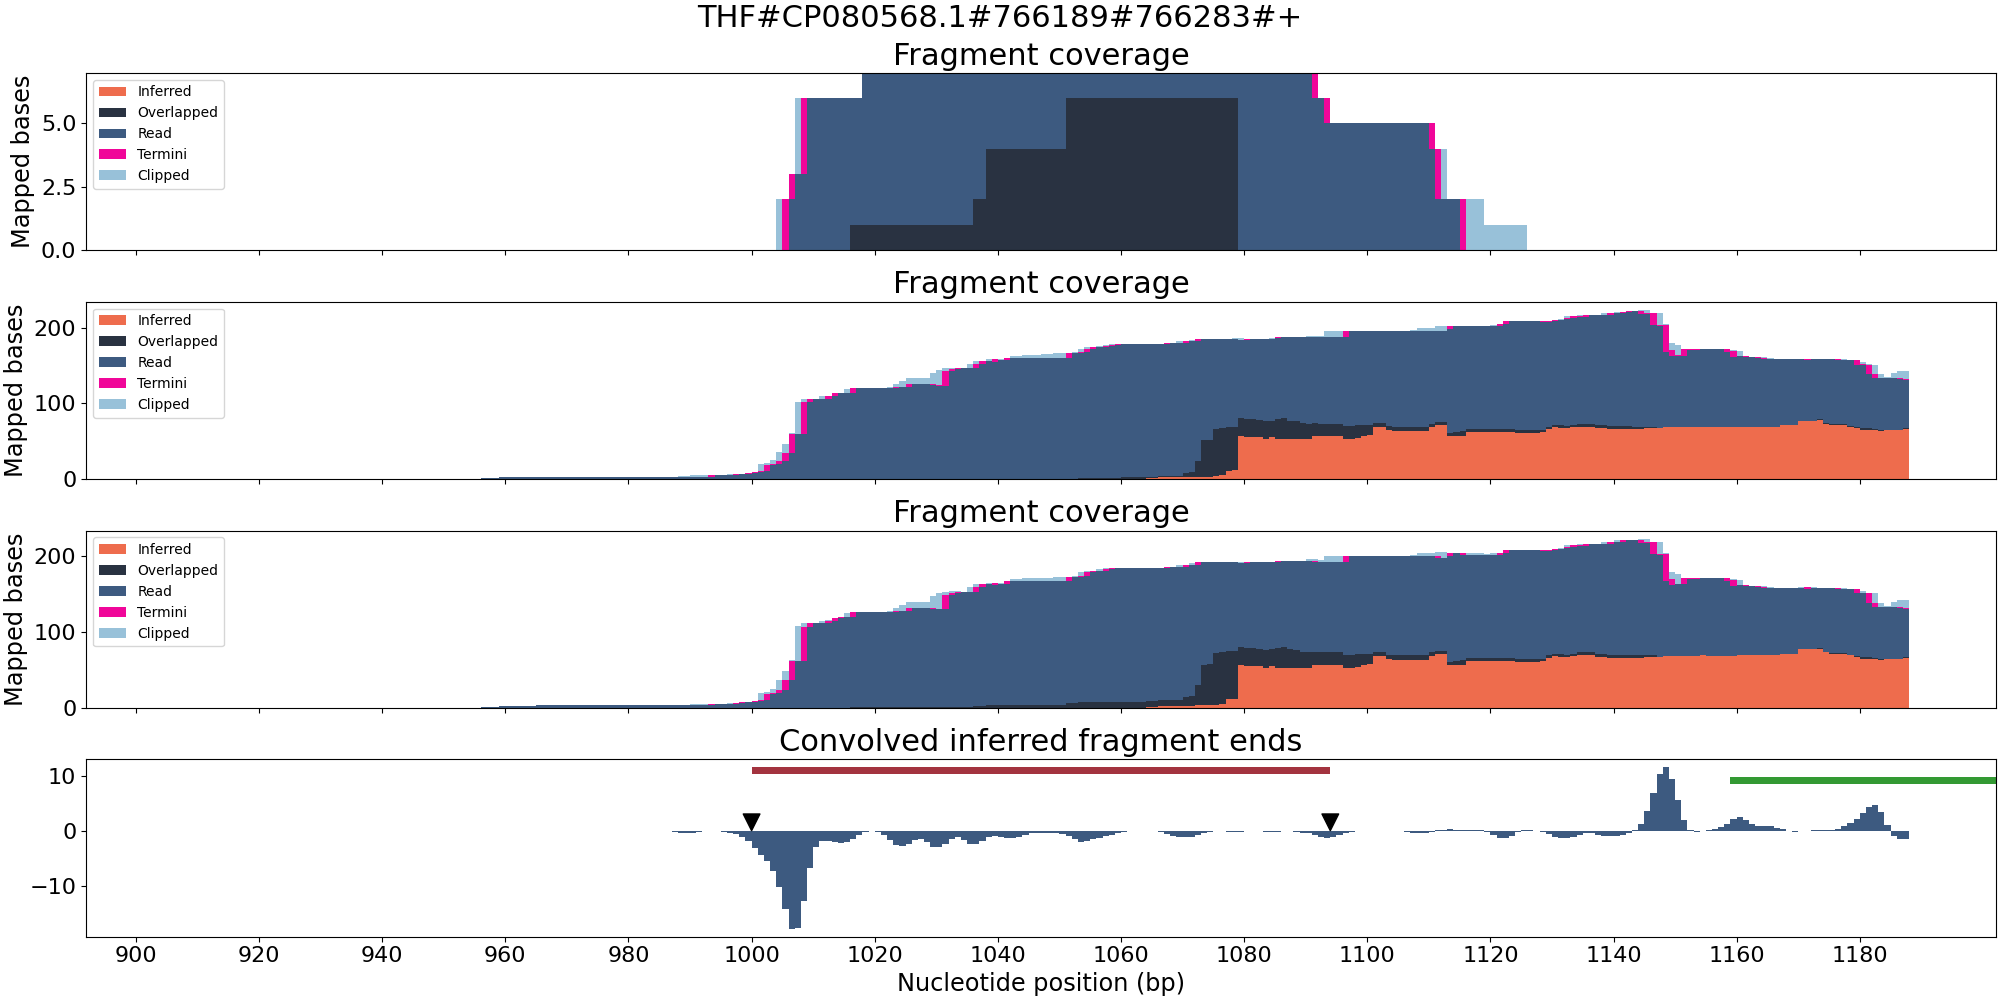 THF#CP080568.1#766189#766283#+
Fragment coverage
Mapped bases
5.0
2.5
0.0
Inferred
Overlapped
Read
Termini
Clipped
Fragment coverage
Mapped bases
200
100
0
Inferred
Overlapped
Read
Termini
Clipped
Fragment coverage
Mapped bases
200
100
0
Inferred
Overlapped
Read
Termini
Clipped
Convolved inferred fragment ends
10
0
−10
900 920 940 960 980 1000 1020 1040 1060 1080 1100 1120 1140 1160 1180
Nucleotide position (bp)